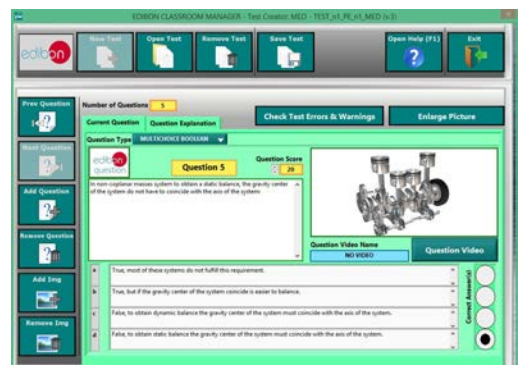 EDIBON CLASSROOM MANAGER - Test Creator: MED - TEST_n1_PE_n1_MED (v.3)
edibon
New Test
Open Test
Remove Test
Save Test
Open Help (F1)
Exit
Prev Question
Number of Questions 5
Current Question
Question Explanation
Check Test Errors & Warnings
Enlarge Picture
Question Type MULTICHOICE BOOLEAN
Next Question
edibon
question
Question 5
Question Score
20
In non-coplanar masses system to obtain a static balance, the gravity center
of the system do not have to coincide with the axis of the system:
Add Question
Remove Question
Question Video Name
NO VIDEO
Question Video
Add Img
a True, most of these systems do not fulfill this requirement.
b True, but if the gravity center of the system coincide is easier to balance.
c False, to obtain dynamic balance the gravity center of the system must coincide with the axis of the system.
d False, to obtain static balance the gravity center of the system must coincide with the axis of the system.
Correct Answer(s)
Remove Img